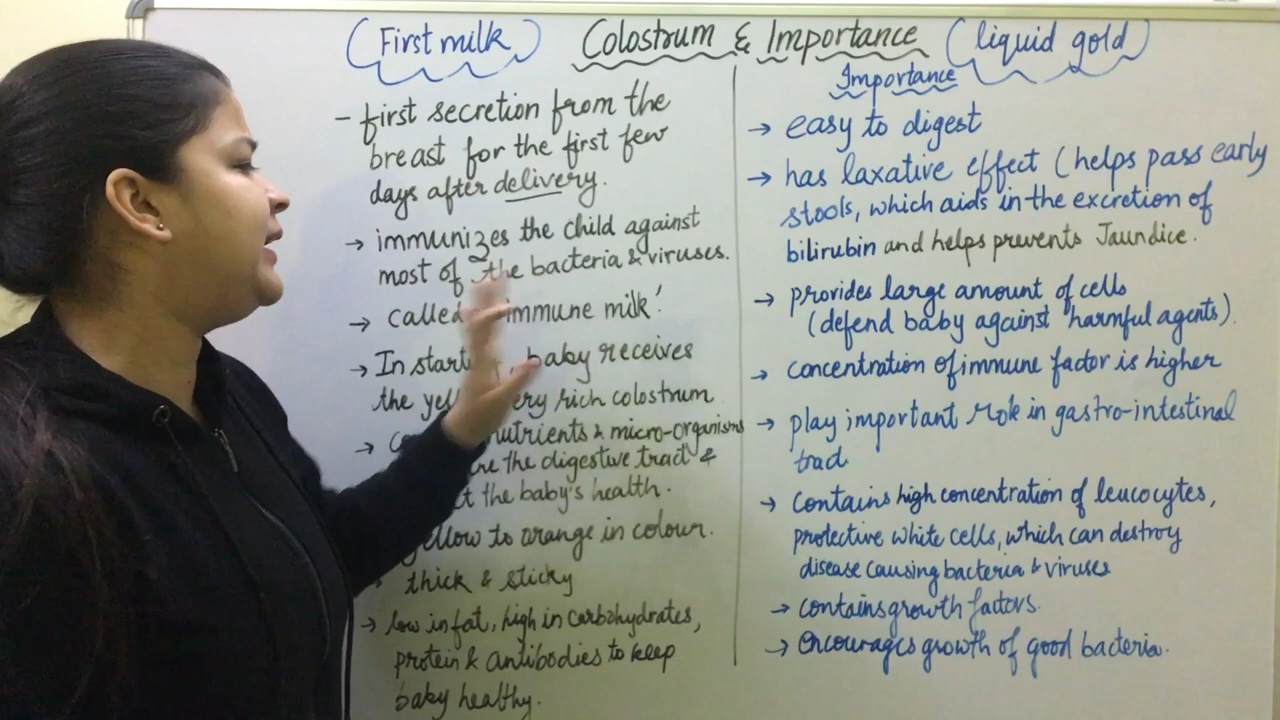 (First milk) Colostrum & Importance (liquid gold)
- first secretion from the
breast for the first few
days after delivery.
→ immunizes the child against
most of the bacteria & viruses.
→ called immune milk'
→ In start baby receives
the rich colostrum
→ nutrients & micro-organisms
the digestive tract &
the baby's health.
yellow to orange in colour.
thick & sticky
→ low in fat, high in carbohydrates,
protein & antibodies to keep
baby healthy.
Importance
→ easy to digest
→ has laxative effect (helps pass early
stools, which aids in the excretion of
bilirubin and helps prevents Jaundice.
→ provides large amount of cells
(defend baby against harmful agents).
→ concentration of immune factor is higher
→ play important role in gastro-intestinal
tract
→ contains high concentration of leucocytes,
protective white cells, which can destroy
disease causing bacteria & viruses
→ contains growth factors.
→ encourages growth of good bacteria.